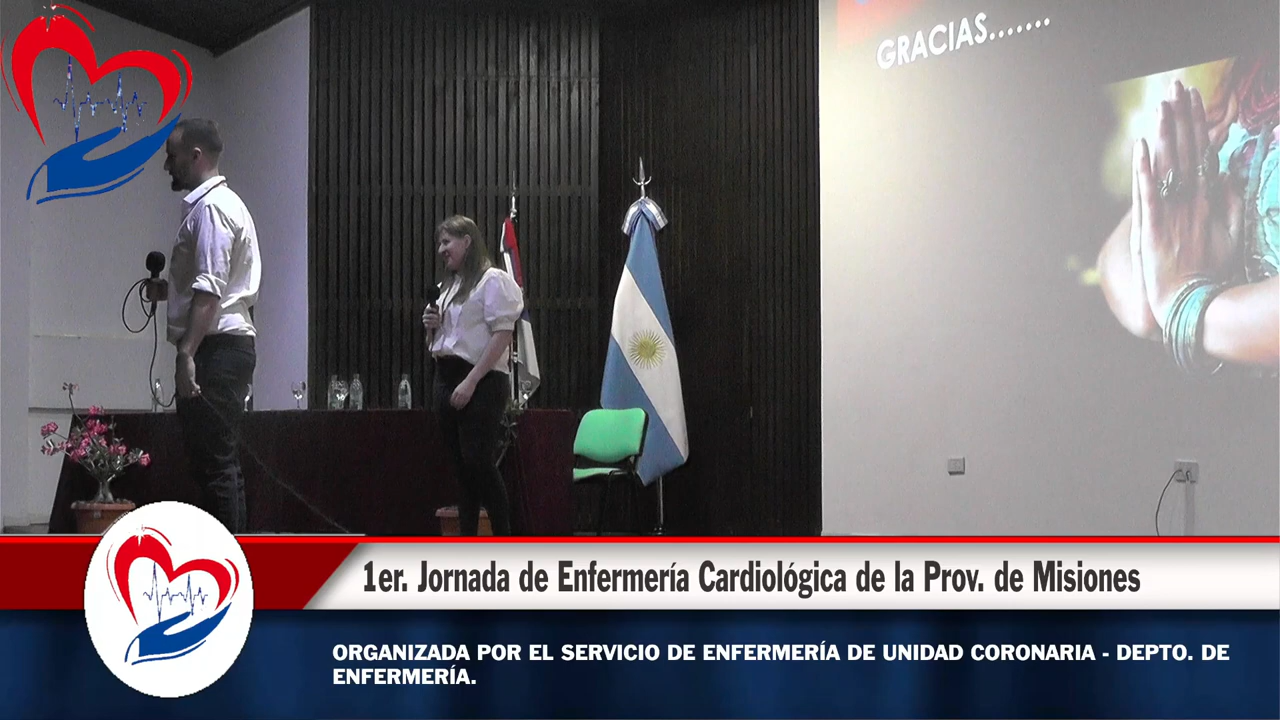 GRACIAS.......
1er. Jornada de Enfermería Cardiológica de la Prov. de Misiones
ORGANIZADA POR EL SERVICIO DE ENFERMERÍA DE UNIDAD CORONARIA - DEPTO. DE
ENFERMERÍA.